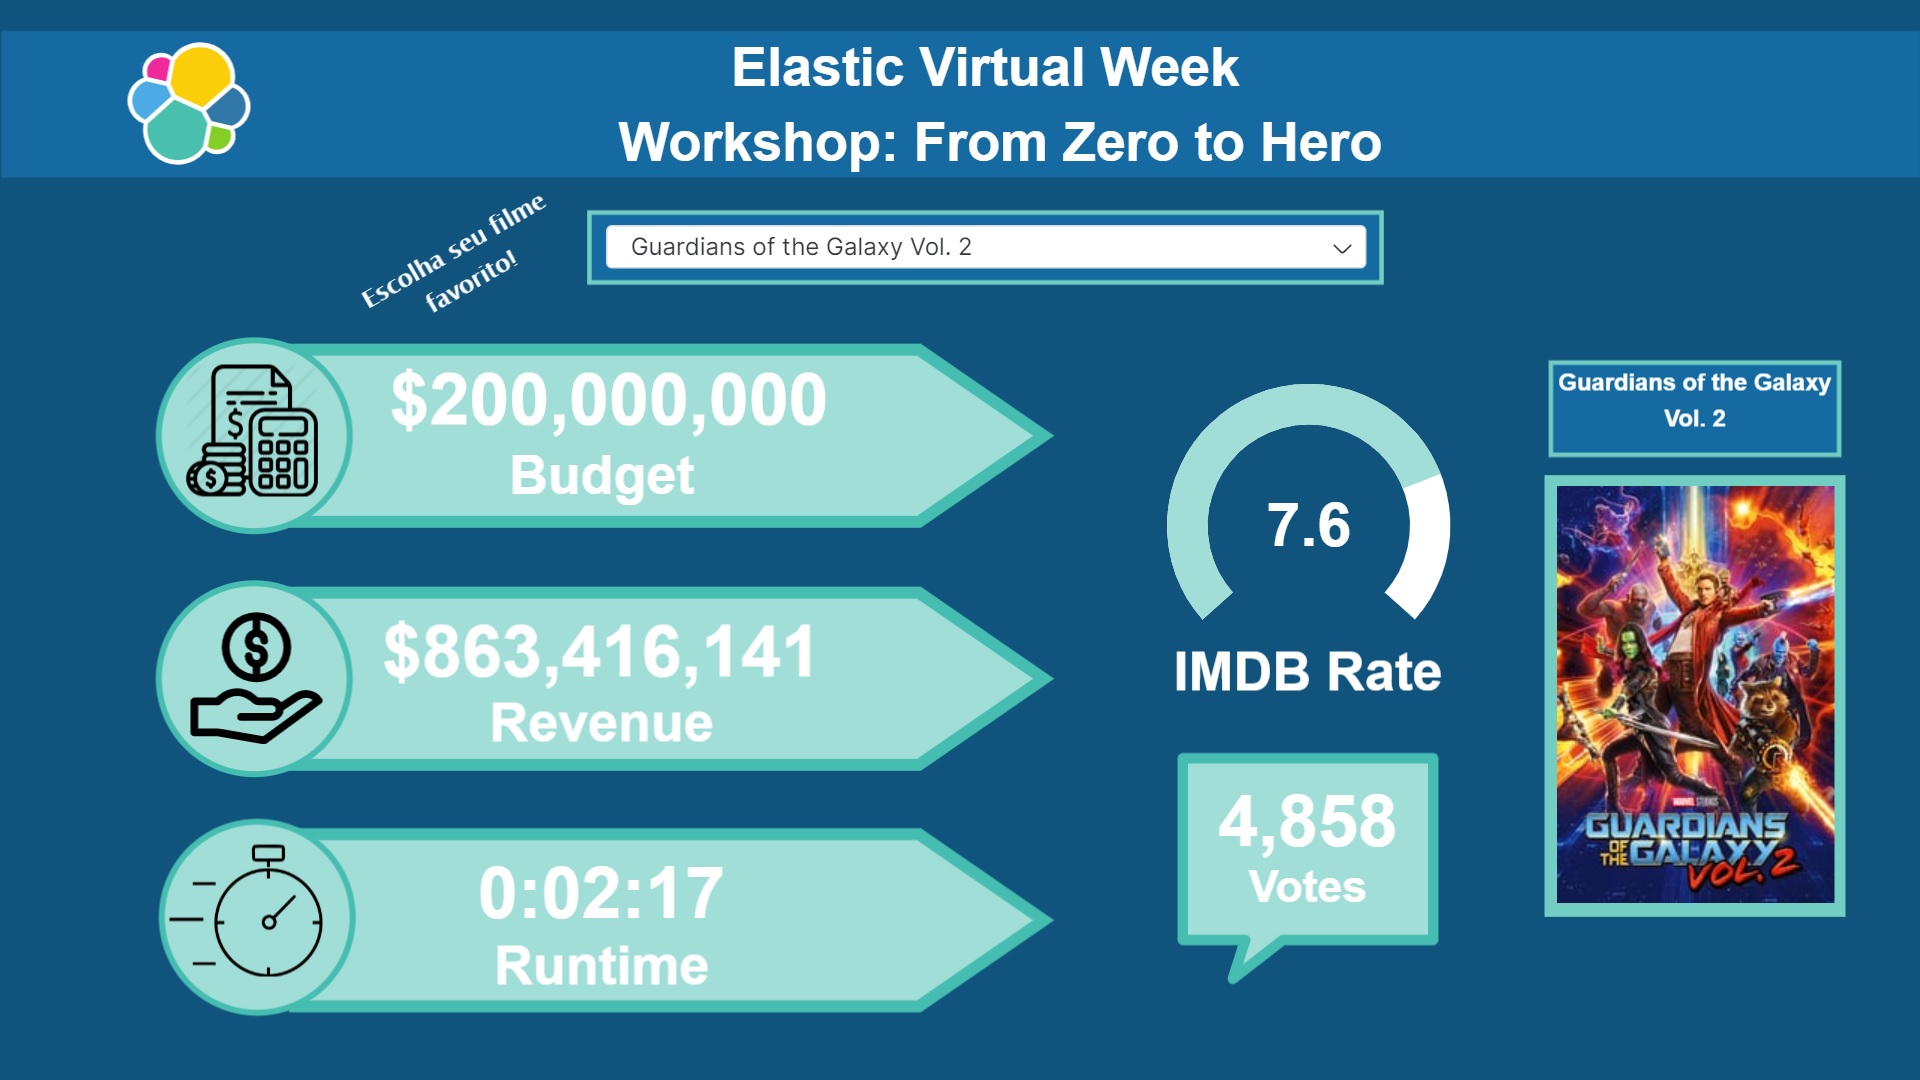 Elastic Virtual Week
Workshop: From Zero to Hero
Escolha seu filme
favorito!
Guardians of the Galaxy Vol. 2
$200,000,000
Budget
$863,416,141
Revenue
0:02:17
Runtime
7.6
IMDB Rate
4,858
Votes
Guardians of the Galaxy
Vol. 2
MARVEL STUDIOS
GUARDIANS
OF THE GALAXY
VOL. 2
$
$
$